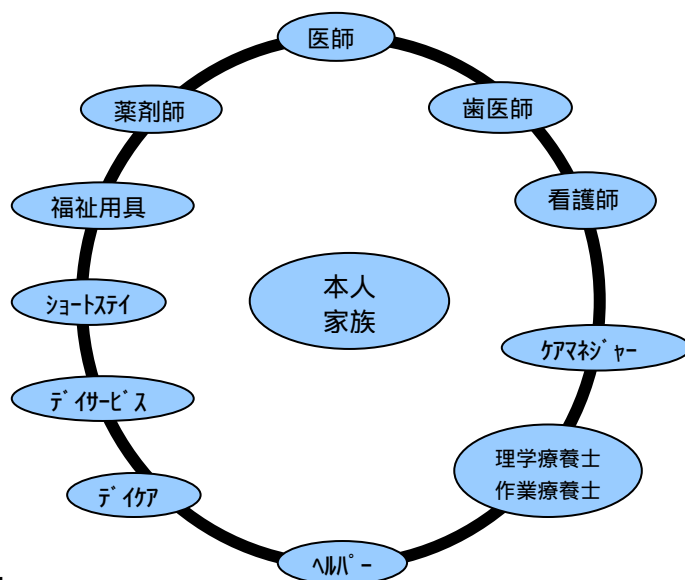 医師
薬剤師
歯医師
福祉用具
看護師
本人
家族
ｼｮｰﾄｽﾃｲ
ｹｱﾏﾈｼﾞｬｰ
ﾃﾞｲｻｰﾋﾞｽ
理学療養士
作業療養士
ﾃﾞｲｹｱ
ﾍﾙﾊﾟｰ